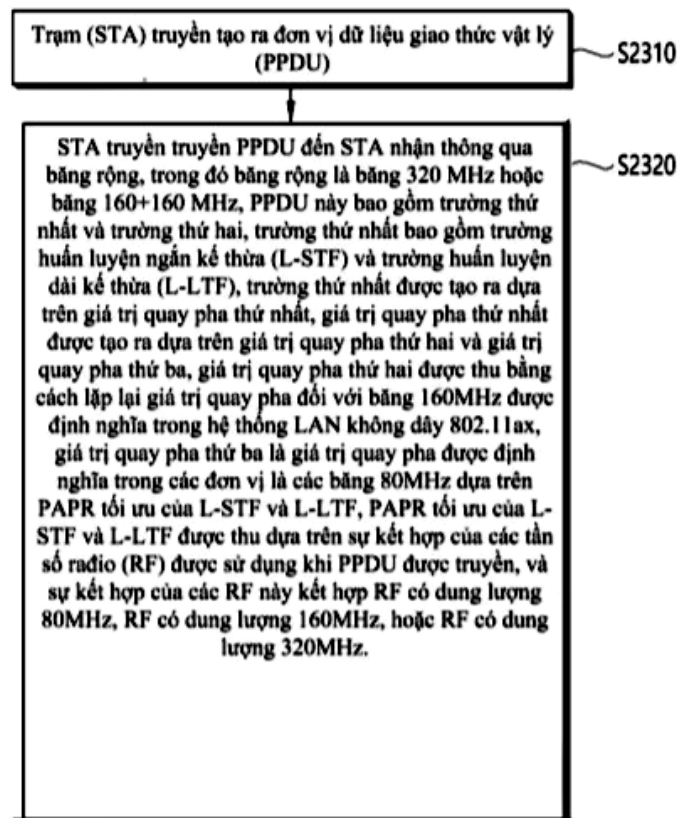 Trạm (STA) truyền tạo ra đơn vị dữ liệu giao thức vật lý
(PPDU)
S2310
STA truyền truyền PPDU đến STA nhận thông qua
băng rộng, trong đó băng rộng là băng 320 MHz hoặc
băng 160+160 MHz, PPDU này bao gồm trường thứ
nhất và trường thứ hai, trường thứ nhất bao gồm trường
huấn luyện ngắn kế thừa (L-STF) và trường huấn luyện
dài kế thừa (L-LTF), trường thứ nhất được tạo ra dựa
trên giá trị quay pha thứ nhất, giá trị quay pha thứ nhất
được tạo ra dựa trên giá trị quay pha thứ hai và giá trị
quay pha thứ ba, giá trị quay pha thứ hai được thu bằng
cách lặp lại giá trị quay pha đối với băng 160MHz được
định nghĩa trong hệ thống LAN không dây 802.11ax,
giá trị quay pha thứ ba là giá trị quay pha được định
nghĩa trong các đơn vị là các băng 80MHz dựa trên
PAPR tối ưu của L-STF và L-LTF, PAPR tối ưu của L-
STF và L-LTF được thu dựa trên sự kết hợp của các tần
số rađio (RF) được sử dụng khi PPDU được truyền, và
sự kết hợp của các RF này kết hợp RF có dung lượng
80MHz, RF có dung lượng 160MHz, hoặc RF có dung
lượng 320MHz.
S2320